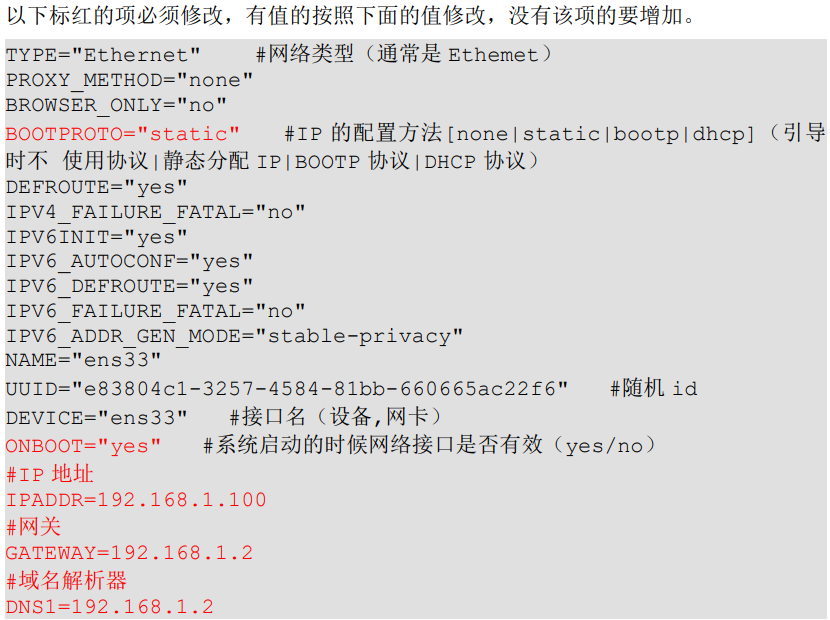 以下标红的项必须修改，有值的按照下面的值修改，没有该项的要增加。
TYPE="Ethernet" #网络类型（通常是 Ethemet）
PROXY_METHOD="none"
BROWSER_ONLY="no"
BOOTPROTO="static" #IP 的配置方法[none|static|bootp|dhcp]（引导
时不 使用协议|静态分配 IP|BOOTP 协议|DHCP 协议）
DEFROUTE="yes"
IPV4_FAILURE_FATAL="no"
IPV6INIT="yes"
IPV6_AUTOCONF="yes"
IPV6_DEFROUTE="yes"
IPV6_FAILURE_FATAL="no"
IPV6_ADDR_GEN_MODE="stable-privacy"
NAME="ens33"
UUID="e83804c1-3257-4584-81bb-660665ac22f6" #随机 id
DEVICE="ens33" #接口名（设备,网卡）
ONBOOT="yes" #系统启动的时候网络接口是否有效（yes/no）
#IP 地址
IPADDR=192.168.1.100
#网关
GATEWAY=192.168.1.2
#域名解析器
DNS1=192.168.1.2